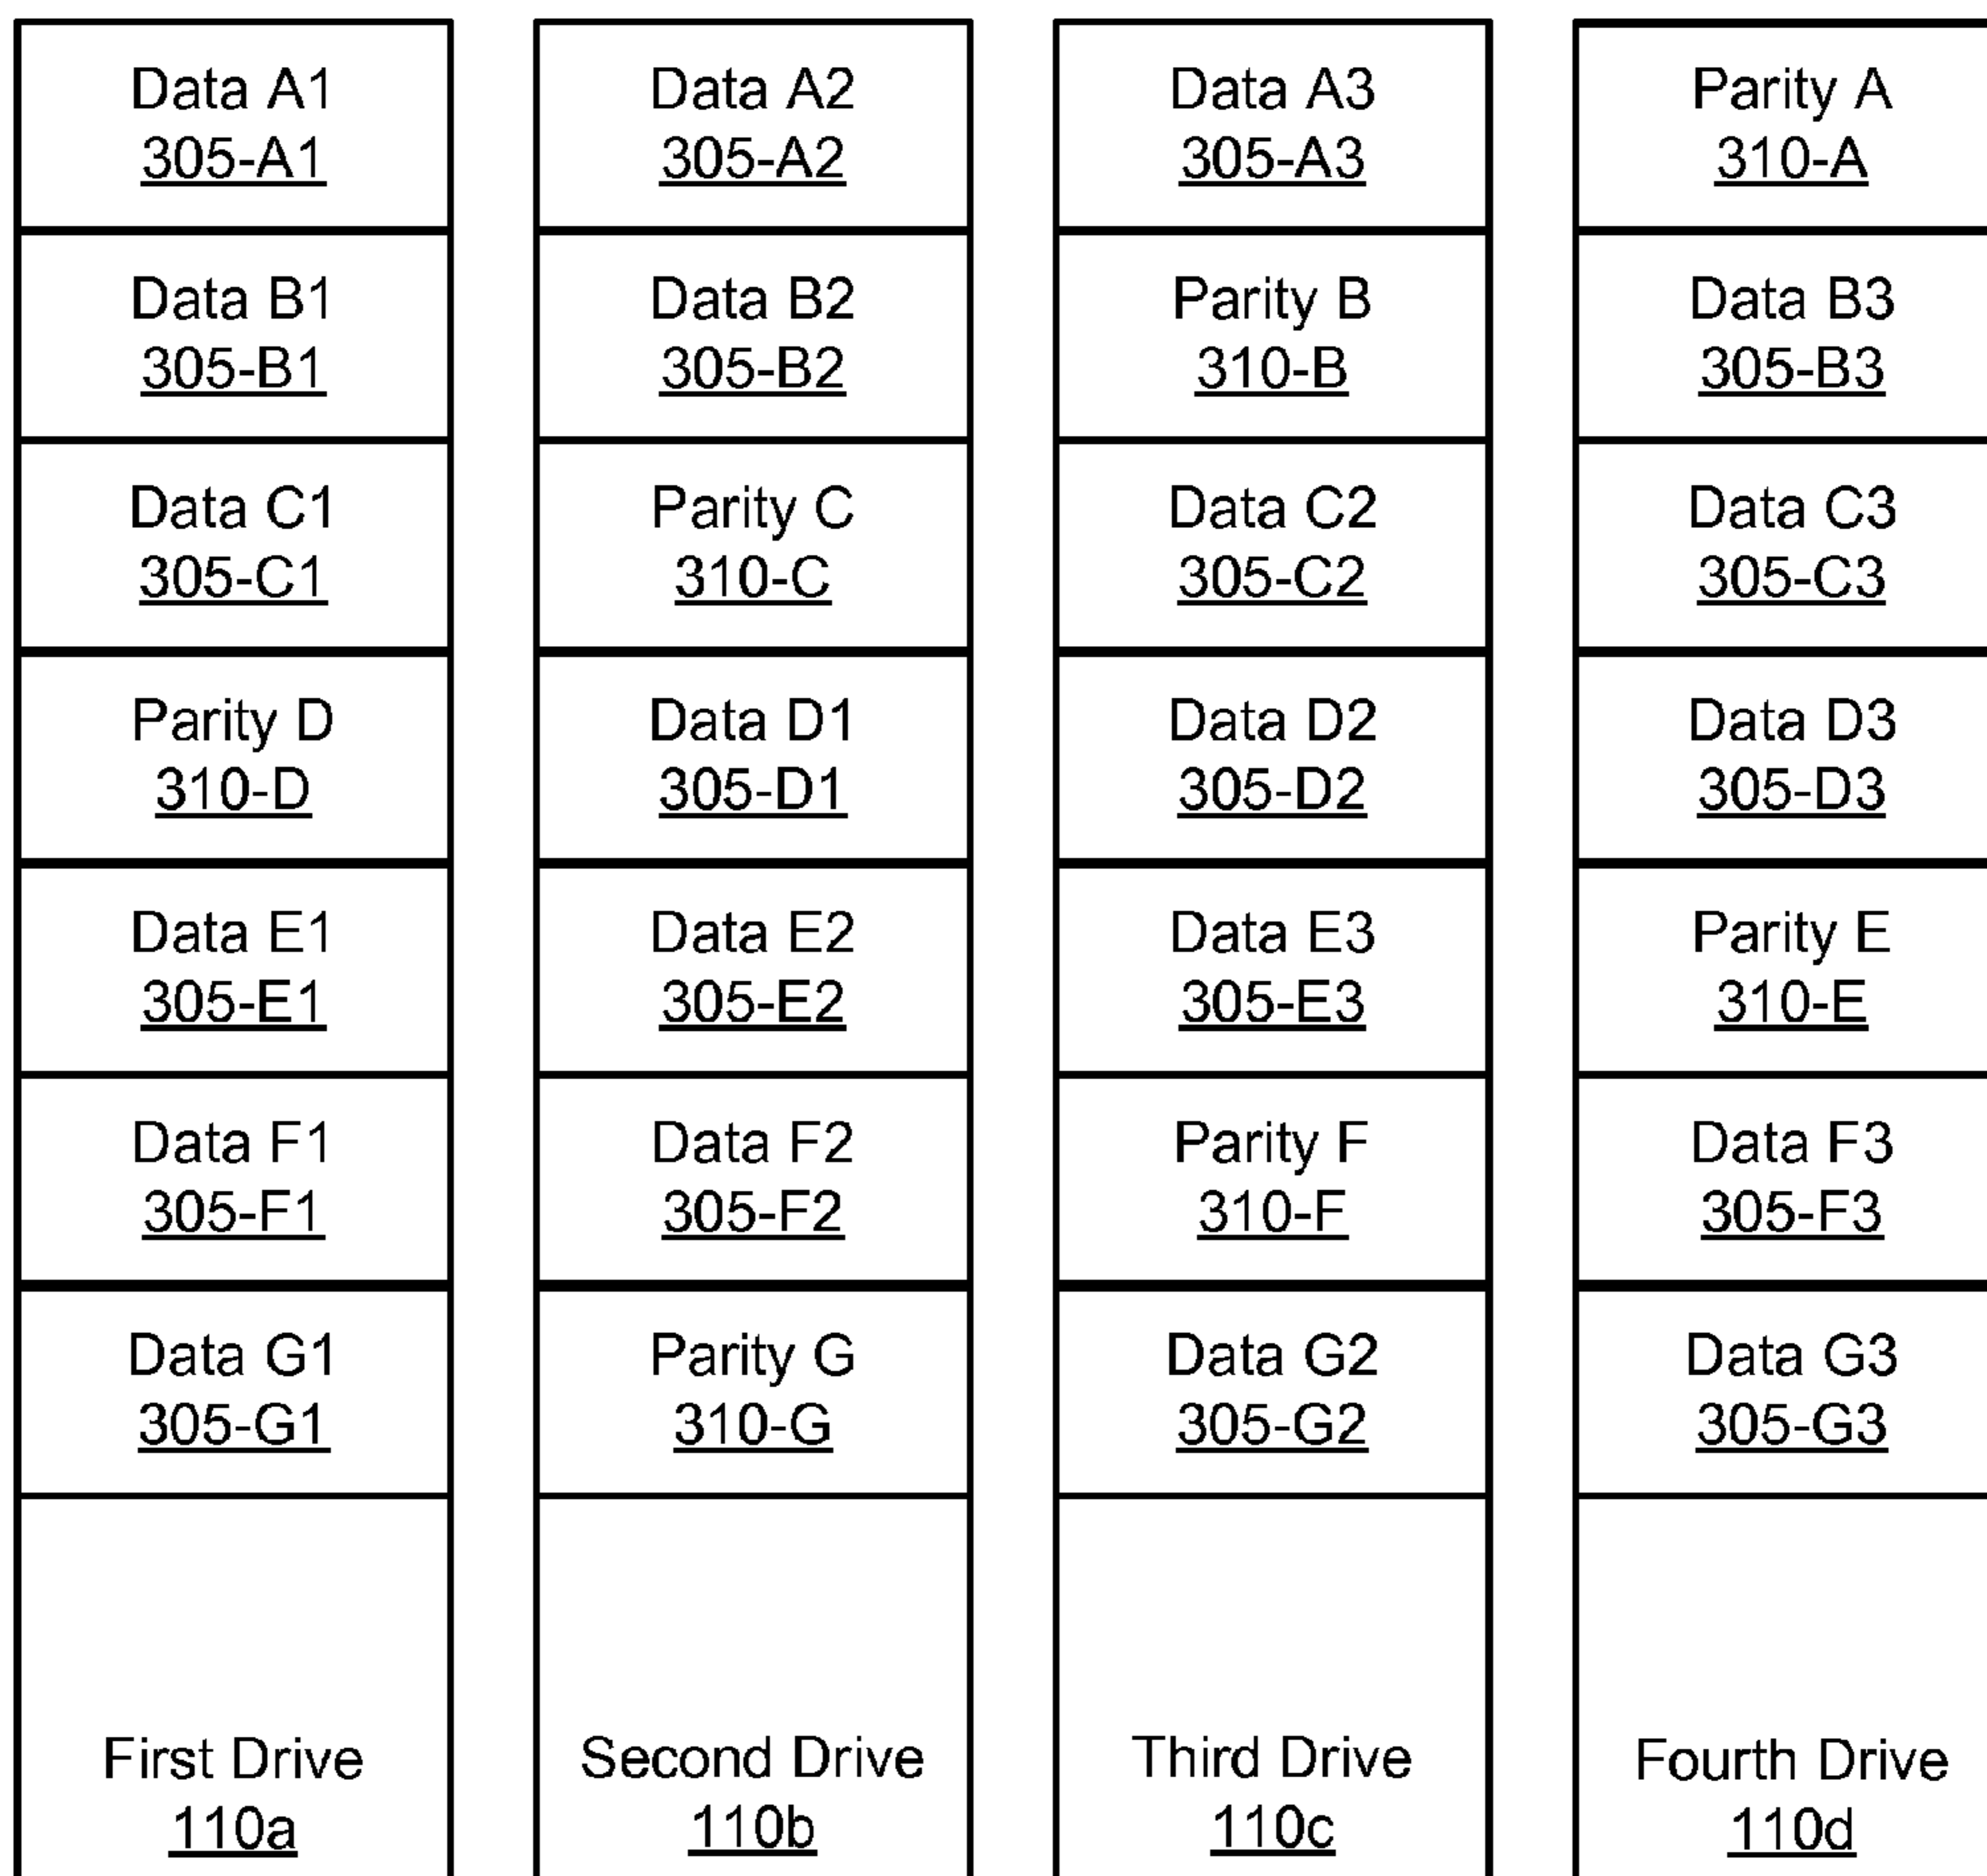 Data A1
305-A1
Data A2
305-A2
Data A3
305-A3
Parity A
310-A
Data B1
305-B1
Data B2
305-B2
Parity B
310-B
Data B3
305-B3
Data C1
305-C1
Parity C
310-C
Data C2
305-C2
Data C3
305-C3
Parity D
310-D
Data D1
305-D1
Data D2
305-D2
Data D3
305-D3
Data E1
305-E1
Data E2
305-E2
Data E3
305-E3
Parity E
310-E
Data F1
305-F1
Data F2
305-F2
Parity F
310-F
Data F3
305-F3
Data G1
305-G1
Parity G
310-G
Data G2
305-G2
Data G3
305-G3
First Drive
110a
Second Drive
110b
Third Drive
110c
Fourth Drive
110d